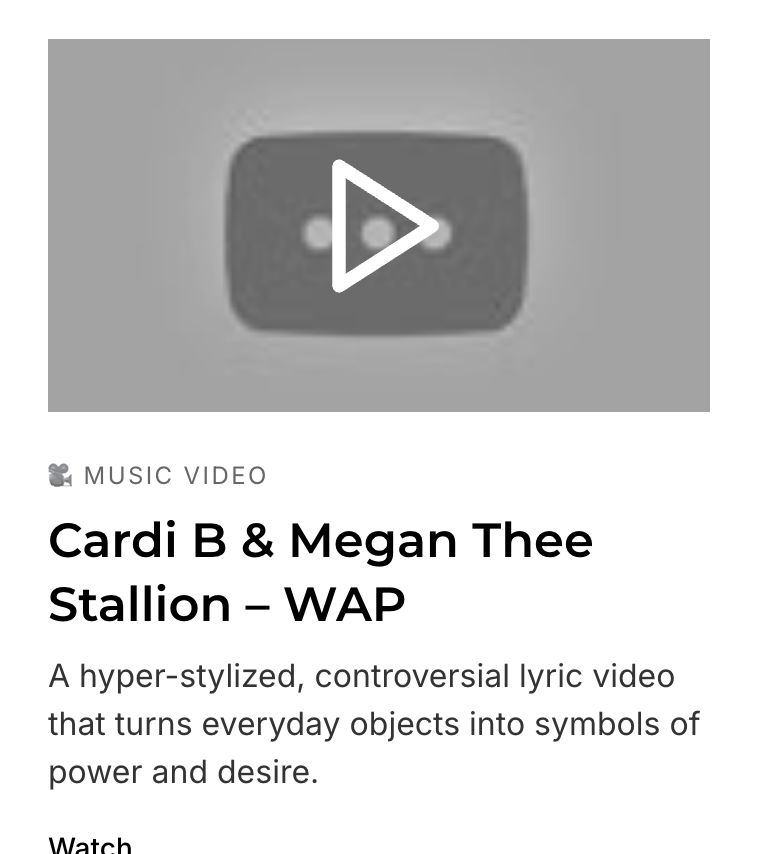 🎥 MUSIC VIDEO
Cardi B & Megan Thee
Stallion – WAP
A hyper-stylized, controversial lyric video
that turns everyday objects into symbols of
power and desire.
Watch